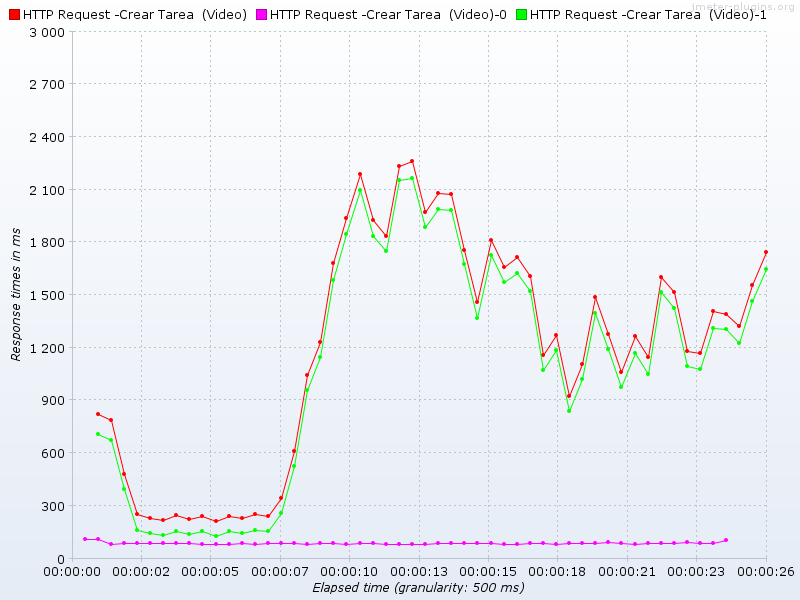 jmeter-plugins.org
HTTP Request -Crear Tarea (Video) HTTP Request -Crear Tarea (Video)-0 HTTP Request -Crear Tarea (Video)-1
3 000
2 700
2 400
2 100
1 800
1 500
1 200
900
600
300
0
Response times in ms
00:00:00 00:00:02 00:00:05 00:00:07 00:00:10 00:00:13 00:00:15 00:00:18 00:00:21 00:00:23 00:00:26
Elapsed time (granularity: 500 ms)